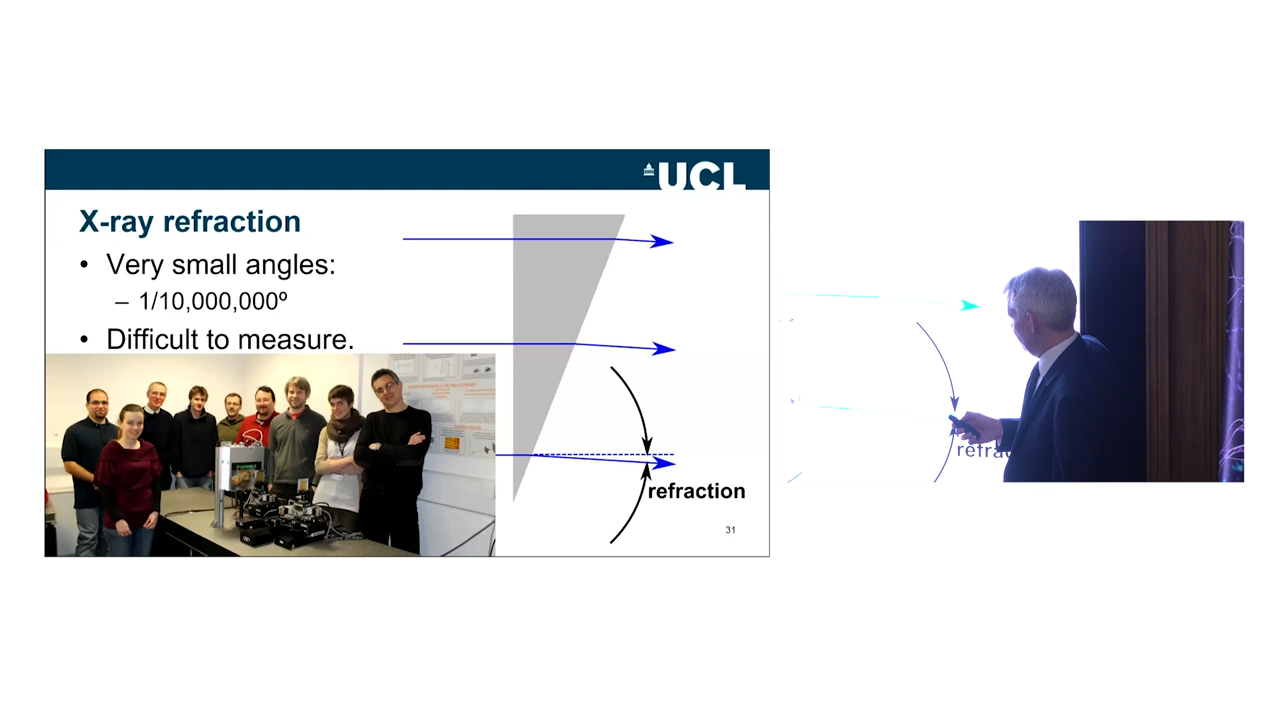 UCL
X-ray refraction
• Very small angles:
– 1/10,000,000º
• Difficult to measure.
refraction
31